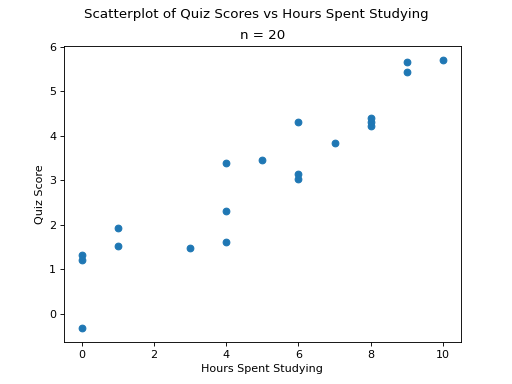 Scatterplot of Quiz Scores vs Hours Spent Studying
n = 20
6
5
4
3
2
1
0
Quiz Score
0 2 4 6 8 10
Hours Spent Studying